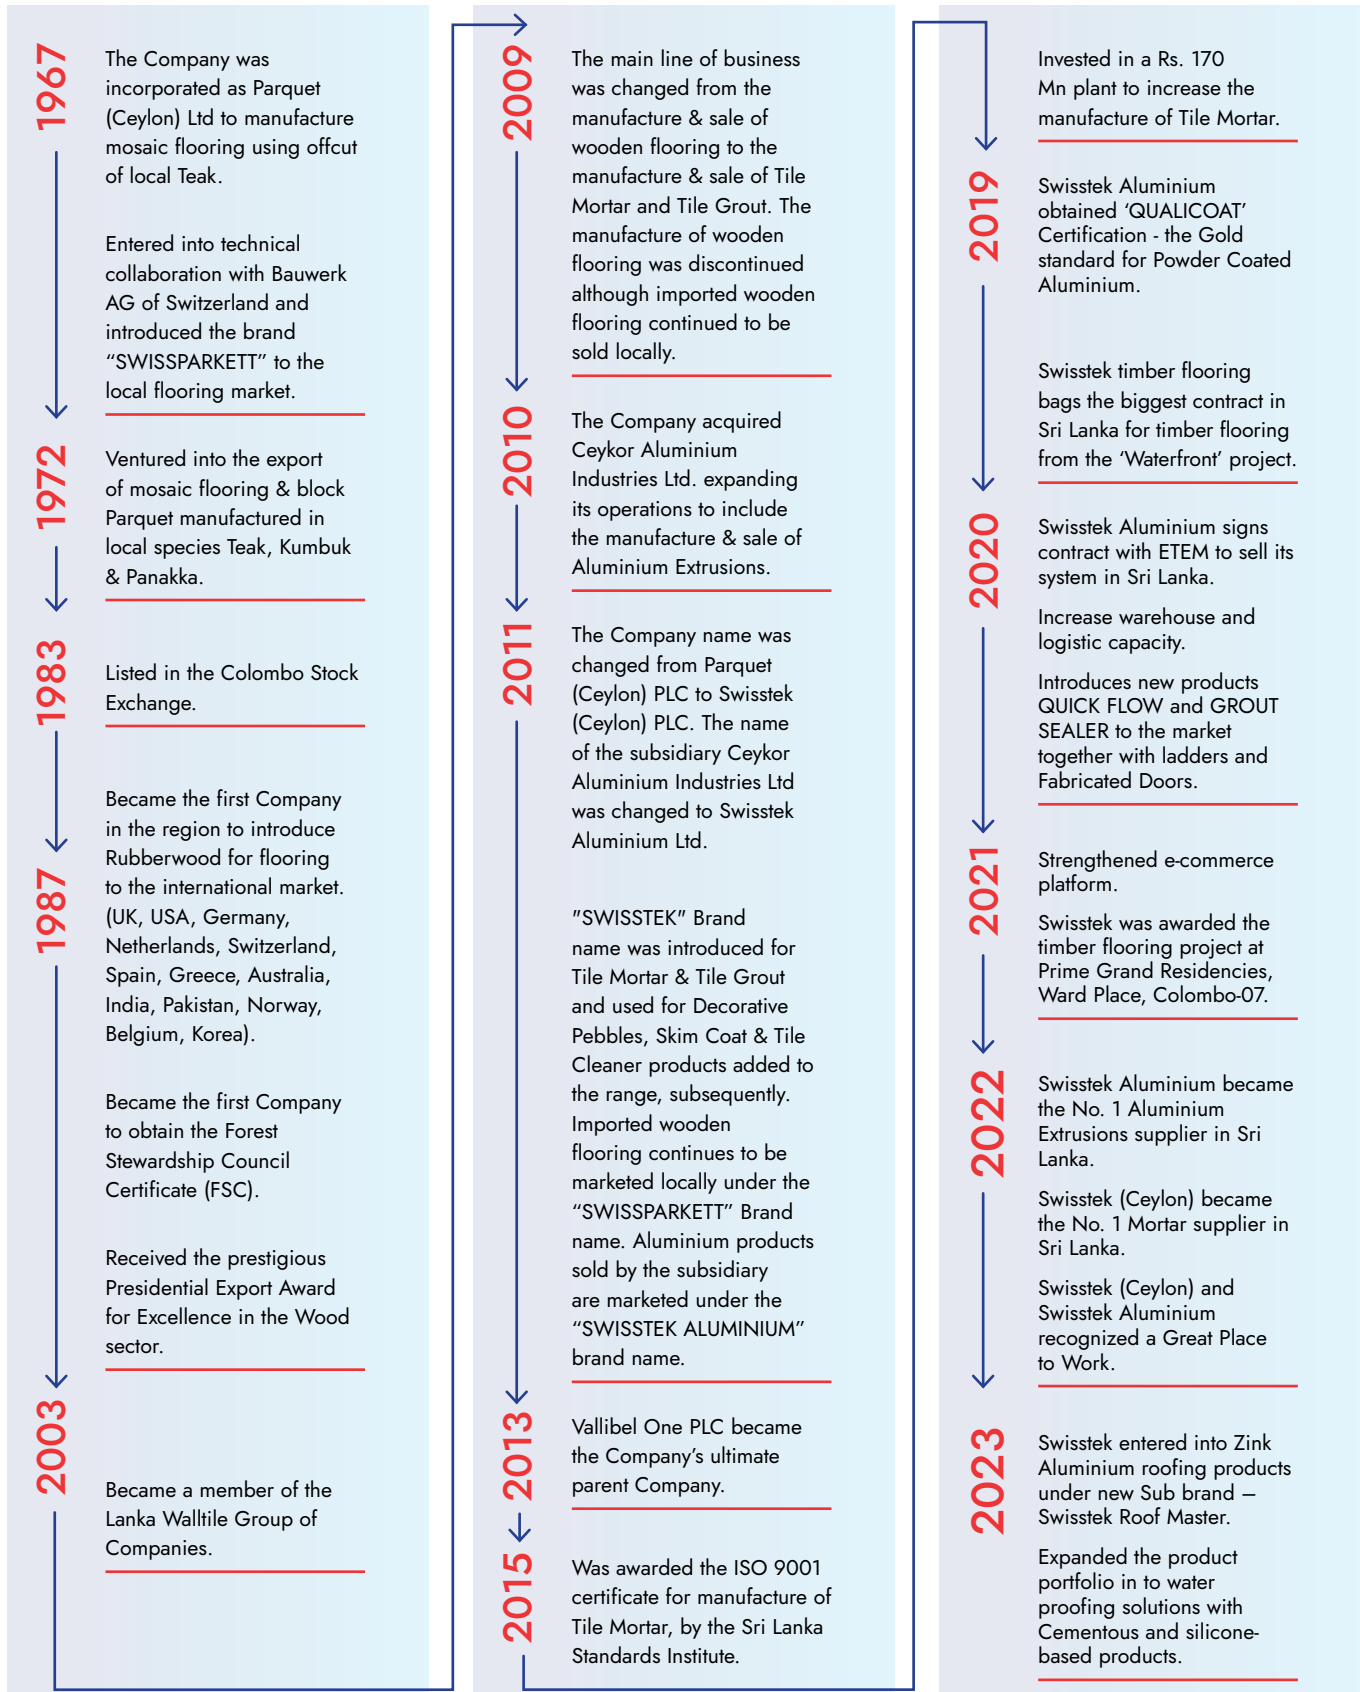 1967
The Company was
incorporated as Parquet
(Ceylon) Ltd to manufacture
mosaic flooring using offcut
of local Teak.
Entered into technical
collaboration with Bauwerk
AG of Switzerland and
introduced the brand
“SWISSPARKETT” to the
local flooring market.
1972
Ventured into the export
of mosaic flooring & block
Parquet manufactured in
local species Teak, Kumbuk
& Panakka.
1983
Listed in the Colombo Stock
Exchange.
1987
Became the first Company
in the region to introduce
Rubberwood for flooring
to the international market.
(UK, USA, Germany,
Netherlands, Switzerland,
Spain, Greece, Australia,
India, Pakistan, Norway,
Belgium, Korea).
Became the first Company
to obtain the Forest
Stewardship Council
Certificate (FSC).
Received the prestigious
Presidential Export Award
for Excellence in the Wood
sector.
2003
Became a member of the
Lanka Walltile Group of
Companies.
2009
The main line of business
was changed from the
manufacture & sale of
wooden flooring to the
manufacture & sale of Tile
Mortar and Tile Grout. The
manufacture of wooden
flooring was discontinued
although imported wooden
flooring continued to be
sold locally.
2010
The Company acquired
Ceykor Aluminium
Industries Ltd. expanding
its operations to include
the manufacture & sale of
Aluminium Extrusions.
2011
The Company name was
changed from Parquet
(Ceylon) PLC to Swisstek
(Ceylon) PLC. The name
of the subsidiary Ceykor
Aluminium Industries Ltd
was changed to Swisstek
Aluminium Ltd.
"SWISSTEK" Brand
name was introduced for
Tile Mortar & Tile Grout
and used for Decorative
Pebbles, Skim Coat & Tile
Cleaner products added to
the range, subsequently.
Imported wooden
flooring continues to be
marketed locally under the
“SWISSPARKETT” Brand
name. Aluminium products
sold by the subsidiary
are marketed under the
“SWISSTEK ALUMINIUM”
brand name.
2013
Vallibel One PLC became
the Company’s ultimate
parent Company.
2015
Was awarded the ISO 9001
certificate for manufacture of
Tile Mortar, by the Sri Lanka
Standards Institute.
Invested in a Rs. 170
Mn plant to increase the
manufacture of Tile Mortar.
2019
Swisstek Aluminium
obtained ‘QUALICOAT’
Certification - the Gold
standard for Powder Coated
Aluminium.
Swisstek timber flooring
bags the biggest contract in
Sri Lanka for timber flooring
from the ‘Waterfront’ project.
2020
Swisstek Aluminium signs
contract with ETEM to sell its
system in Sri Lanka.
Increase warehouse and
logistic capacity.
Introduces new products
QUICK FLOW and GROUT
SEALER to the market
together with ladders and
Fabricated Doors.
2021
Strengthened e-commerce
platform.
Swisstek was awarded the
timber flooring project at
Prime Grand Residencies,
Ward Place, Colombo-07.
2022
Swisstek Aluminium became
the No. 1 Aluminium
Extrusions supplier in Sri
Lanka.
Swisstek (Ceylon) became
the No. 1 Mortar supplier in
Sri Lanka.
Swisstek (Ceylon) and
Swisstek Aluminium
recognized a Great Place
to Work.
2023
Swisstek entered into Zink
Aluminium roofing products
under new Sub brand –
Swisstek Roof Master.
Expanded the product
portfolio in to water
proofing solutions with
Cementous and silicone-
based products.